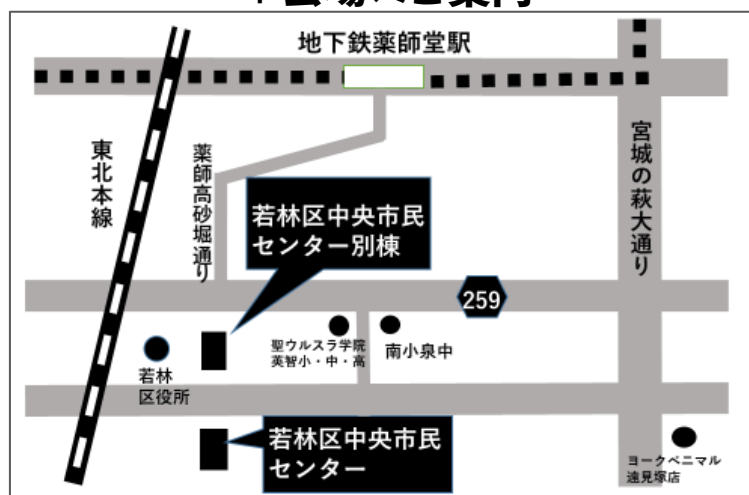 地下鉄薬師堂駅
東北本線
薬師高砂堀通り
宮城の萩大通り
若林区中央市民
センター別棟
259
聖ウルスラ学院
英智小・中・高
南小泉中
若林
区役所
若林区中央市民
センター
ヨークベニマル
遠見塚店